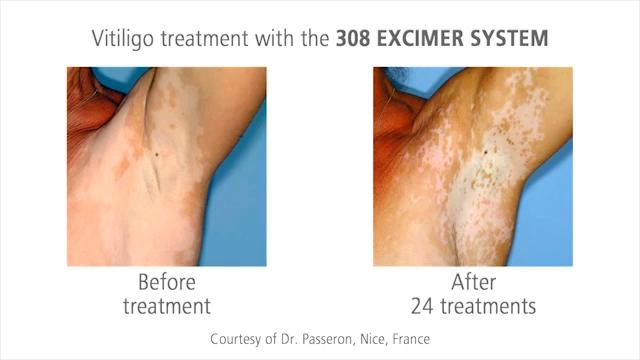 Vitiligo treatment with the 308 EXCIMER SYSTEM
Before
treatment
After
24 treatments
Courtesy of Dr. Passeron, Nice, France